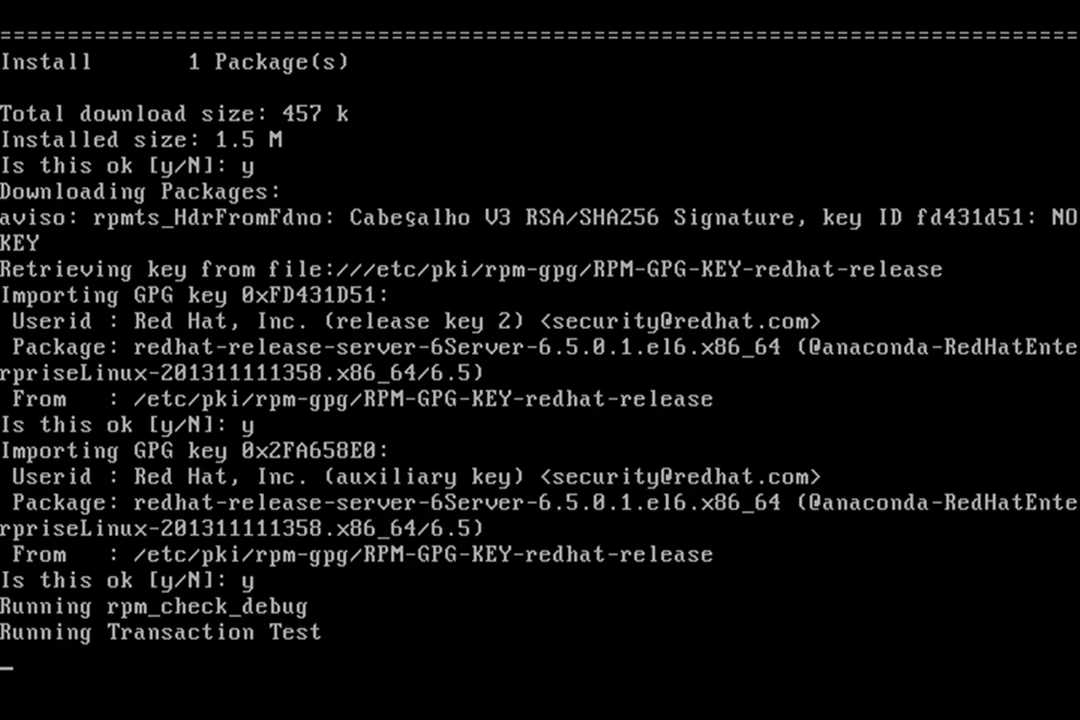 ================================================================================
Install       1 Package(s)
Total download size: 457 k
Installed size: 1.5 M
Is this ok [y/N]: y
Downloading Packages:
aviso: rpmts_HdrFromFdno: Cabeçalho V3 RSA/SHA256 Signature, key ID fd431d51: NO
KEY
Retrieving key from file:///etc/pki/rpm-gpg/RPM-GPG-KEY-redhat-release
Importing GPG key 0xFD431D51:
 Userid : Red Hat, Inc. (release key 2) <security@redhat.com>
 Package: redhat-release-server-6Server-6.5.0.1.el6.x86_64 (@anaconda-RedHatEnte
rpriseLinux-201311111358.x86_64/6.5)
 From   : /etc/pki/rpm-gpg/RPM-GPG-KEY-redhat-release
Is this ok [y/N]: y
Importing GPG key 0x2FA658E0:
 Userid : Red Hat, Inc. (auxiliary key) <security@redhat.com>
 Package: redhat-release-server-6Server-6.5.0.1.el6.x86_64 (@anaconda-RedHatEnte
rpriseLinux-201311111358.x86_64/6.5)
 From   : /etc/pki/rpm-gpg/RPM-GPG-KEY-redhat-release
Is this ok [y/N]: y
Running rpm_check_debug
Running Transaction Test
_